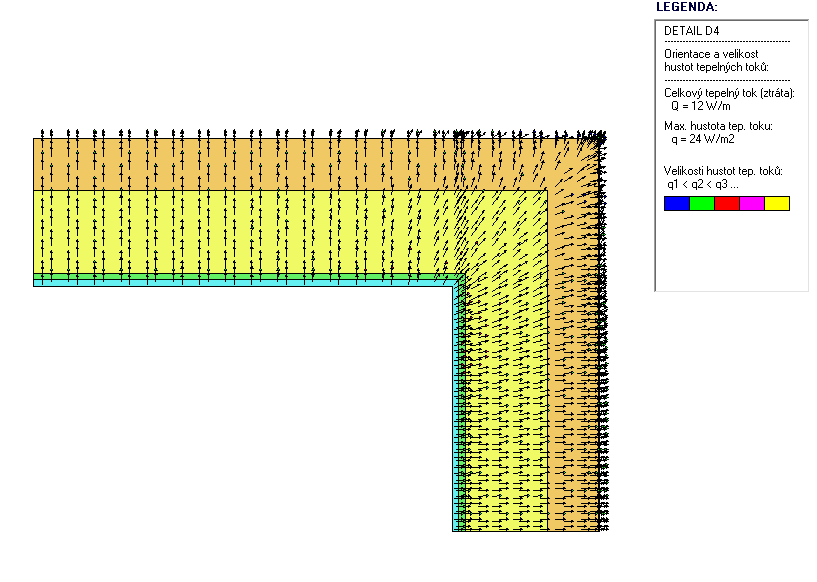 LEGENDA:
DETAIL D4
Orientace a velikost
hustot tepelných toků:
Celkový tepelný tok (ztráta):
Q = 12 W/m
Max. hustota tep. toku:
q = 24 W/m2
Velikosti hustot tep. toků:
q1 < q2 < q3 ...